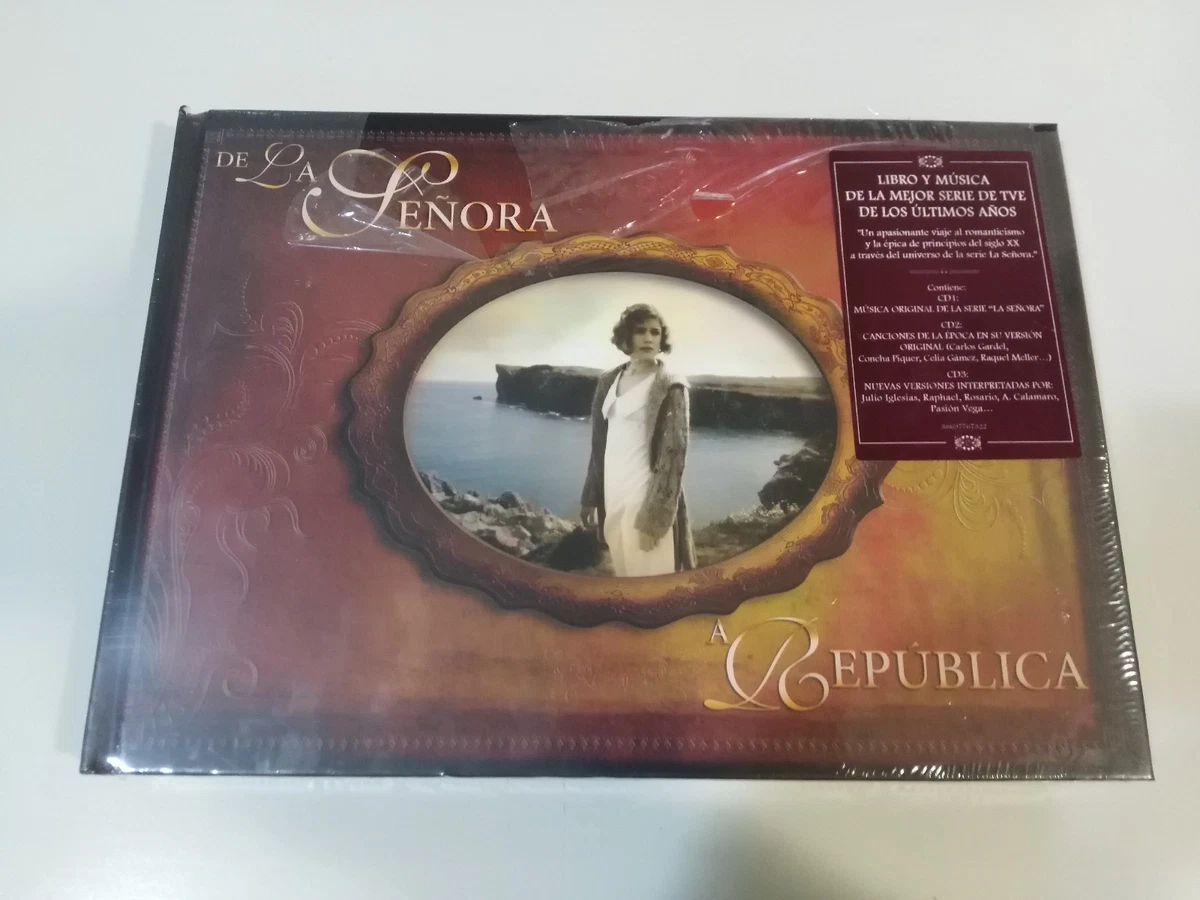 DE LA SEÑORA
LIBRO Y MÚSICA
DE LA MEJOR SERIE DE TVE
DE LOS ÚLTIMOS AÑOS
"Un apasionante viaje al romanticismo
y la épica de principios del siglo XX
a través del universo de la serie La Señora."
Contiene:
CD1:
MÚSICA ORIGINAL DE LA SERIE "LA SEÑORA"
CD2:
CANCIONES DE LA ÉPOCA EN SU VERSIÓN
ORIGINAL (Carlos Gardel,
Concha Piquer, Celia Gámez, Raquel Meller...)
CD3:
NUEVAS VERSIONES INTERPRETADAS POR:
Julio Iglesias, Raphael, Rosario, A. Calamaro,
Pasión Vega...
A REPÚBLICA